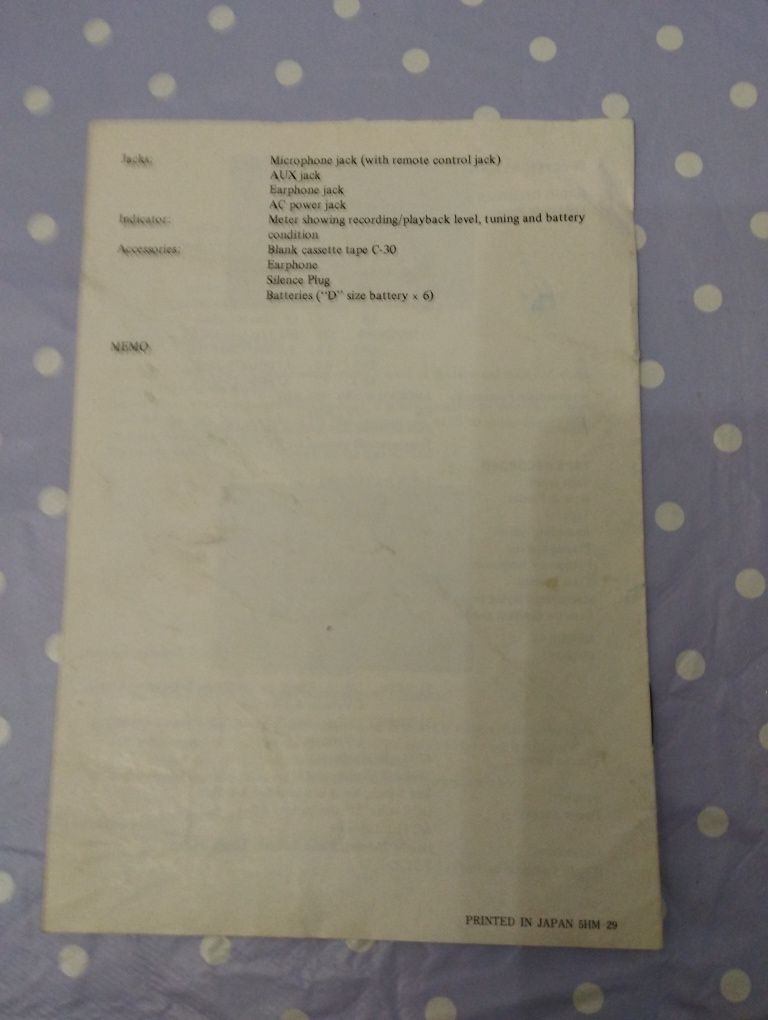 Jacks: Microphone jack (with remote control jack)
AUX jack
Earphone jack
AC power jack
Indicator: Meter showing recording/playback level, tuning and battery
condition
Accessories: Blank cassette tape C-30
Earphone
Silence Plug
Batteries ("D" size battery × 6)
MEMO
PRINTED IN JAPAN 5HM 29